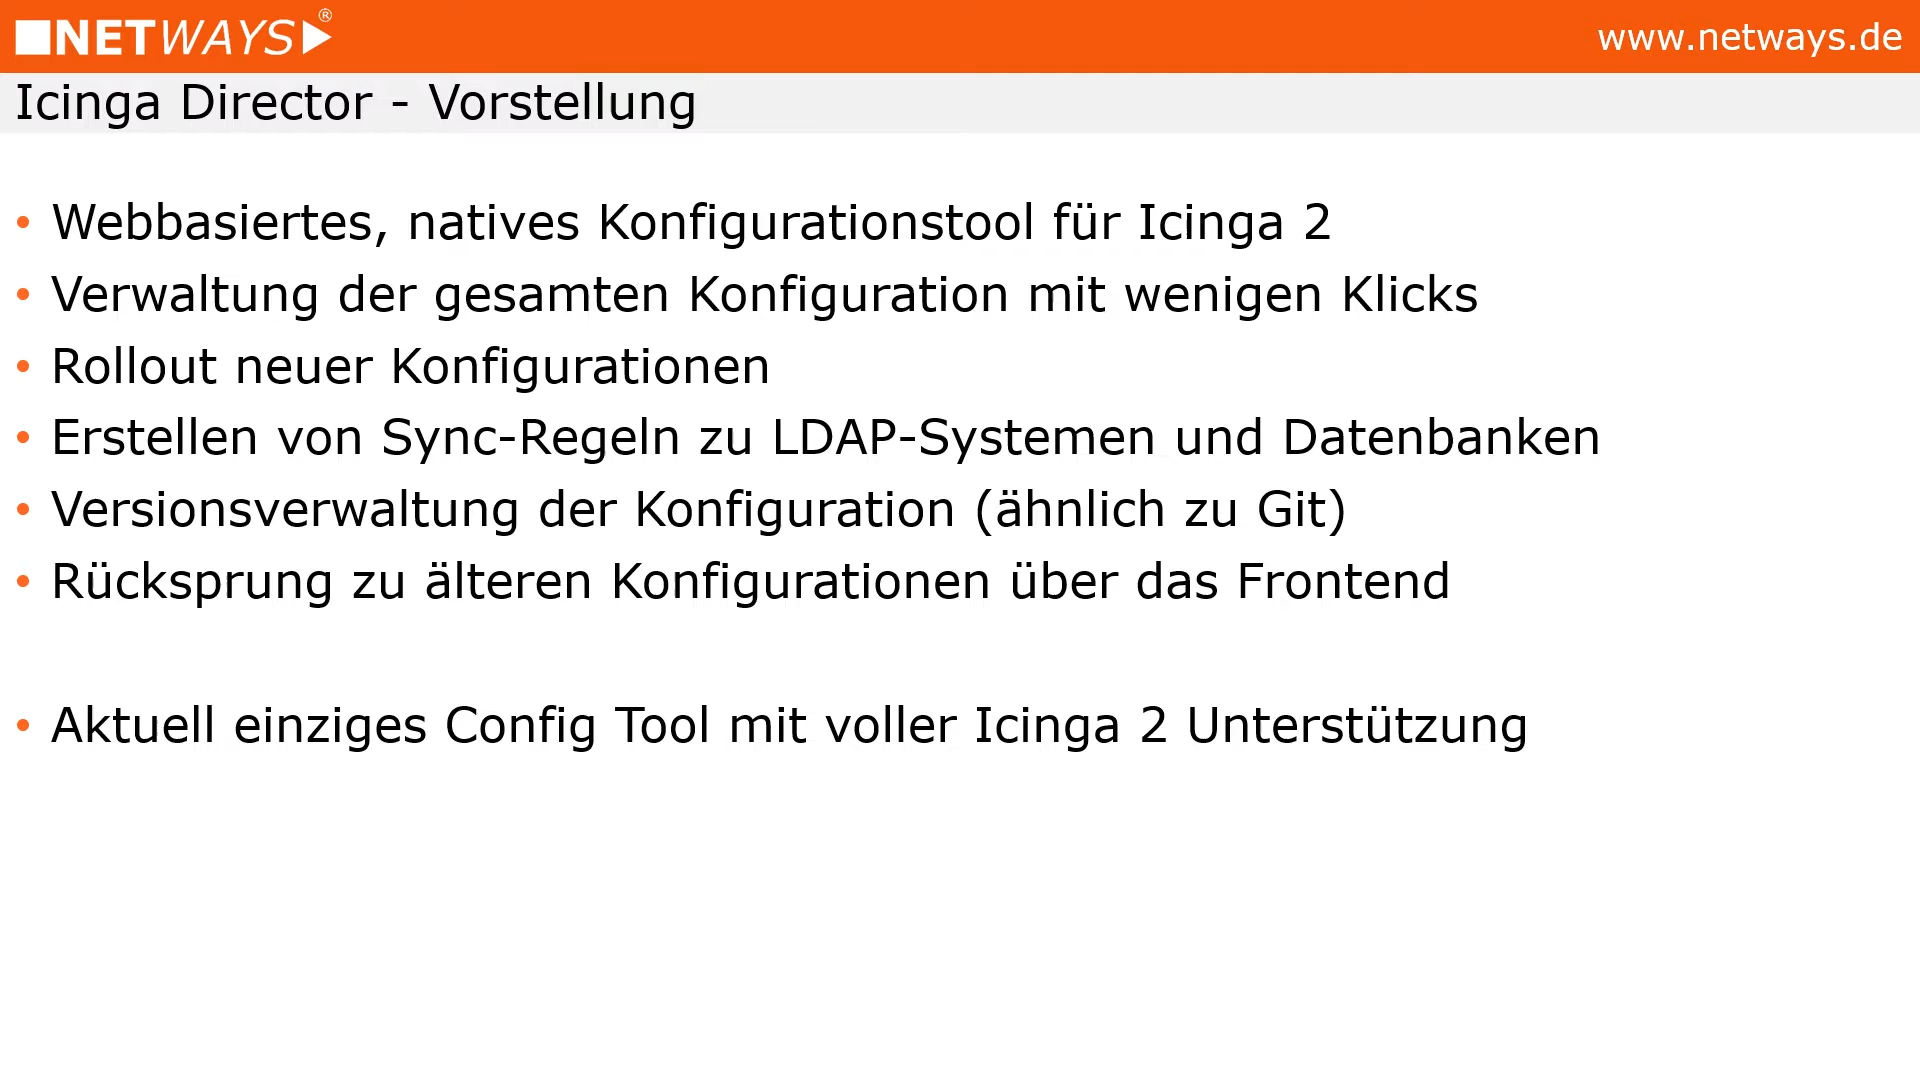 NETWAYS®
www.netways.de
Icinga Director - Vorstellung
• Webbasiertes, natives Konfigurationstool für Icinga 2
• Verwaltung der gesamten Konfiguration mit wenigen Klicks
• Rollout neuer Konfigurationen
• Erstellen von Sync-Regeln zu LDAP-Systemen und Datenbanken
• Versionsverwaltung der Konfiguration (ähnlich zu Git)
• Rücksprung zu älteren Konfigurationen über das Frontend
• Aktuell einziges Config Tool mit voller Icinga 2 Unterstützung